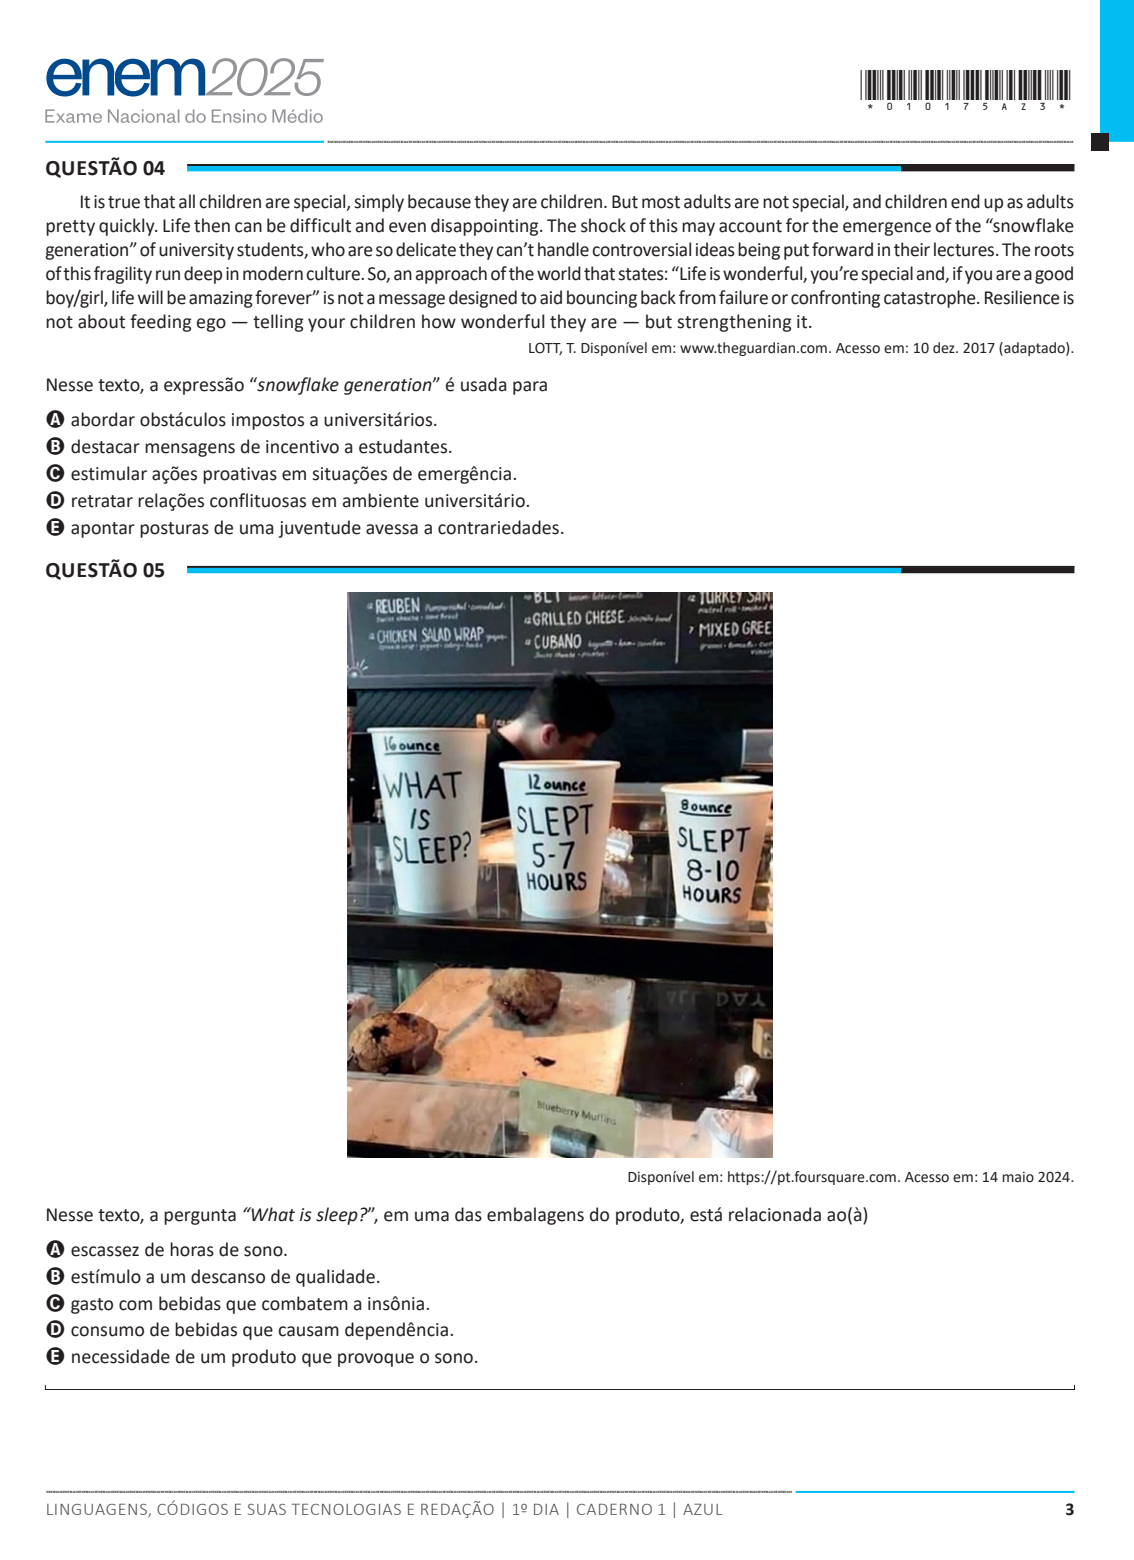 enem2025
Exame Nacional do Ensino Médio
*010175AZ3*
QUESTÃO 04
It is true that all children are special, simply because they are children. But most adults are not special, and children end up as adults
pretty quickly. Life then can be difficult and even disappointing. The shock of this may account for the emergence of the “snowflake
generation” of university students, who are so delicate they can’t handle controversial ideas being put forward in their lectures. The roots
of this fragility run deep in modern culture. So, an approach of the world that states: “Life is wonderful, you’re special and, if you are a good
boy/girl, life will be amazing forever” is not a message designed to aid bouncing back from failure or confronting catastrophe. Resilience is
not about feeding ego — telling your children how wonderful they are — but strengthening it.
LOTT, T. Disponível em: www.theguardian.com. Acesso em: 10 dez. 2017 (adaptado).
Nesse texto, a expressão “snowflake generation” é usada para
A abordar obstáculos impostos a universitários.
B destacar mensagens de incentivo a estudantes.
C estimular ações proativas em situações de emergência.
D retratar relações conflituosas em ambiente universitário.
E apontar posturas de uma juventude avessa a contrariedades.
QUESTÃO 05
REUBEN
CHICKEN SALAD WRAP
BLT
GRILLED CHEESE
CUBANO
TURKEY SAN
7 MIXED GREE
16 ounce
WHAT
IS
SLEEP?
12 ounce
SLEPT
5-7
HOURS
8 ounce
SLEPT
8-10
HOURS
ALL DAY
Blueberry Muffins
Disponível em: https://pt.foursquare.com. Acesso em: 14 maio 2024.
Nesse texto, a pergunta “What is sleep?”, em uma das embalagens do produto, está relacionada ao(à)
A escassez de horas de sono.
B estímulo a um descanso de qualidade.
C gasto com bebidas que combatem a insônia.
D consumo de bebidas que causam dependência.
E necessidade de um produto que provoque o sono.
LINGUAGENS, CÓDIGOS E SUAS TECNOLOGIAS E REDAÇÃO | 1º DIA | CADERNO 1 | AZUL
3